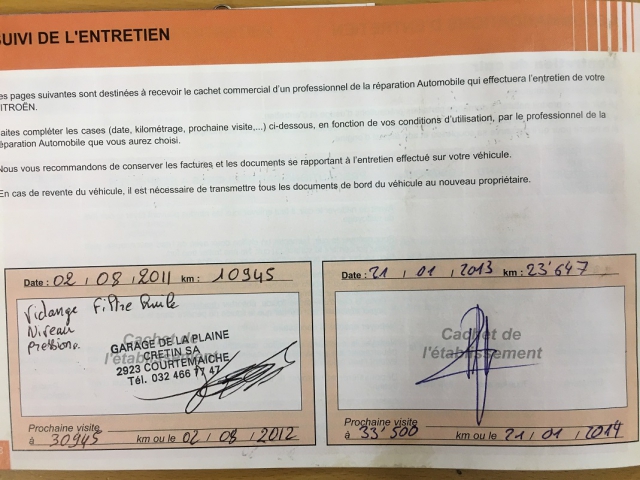 SUIVI DE L'ENTRETIEN
es pages suivantes sont destinées à recevoir le cachet commercial d'un professionnel de la réparation Automobile qui effectuera l'entretien de votre
ITROËN.
aites compléter les cases (date, kilométrage, prochaine visite,...) ci-dessous, en fonction de vos conditions d'utilisation, par le professionnel de la
éparation Automobile que vous aurez choisi.
Nous vous recommandons de conserver les factures et les documents se rapportant à l'entretien effectué sur votre véhicule.
En cas de revente du véhicule, il est nécessaire de transmettre tous les documents de bord du véhicule au nouveau propriétaire.
Date : 02 / 08 / 2011 km : 10945
Vidange Filtre huile
Niveau
Pressions
Cachet de
l'établissement
GARAGE DE LA PLAINE
CRETIN SA
2923 COURTEMAICHE
Tél. 032 466 77 47
Prochaine visite
à 30945 km ou le 02 / 08 / 2012
Date : 21 / 01 / 2013 km : 23'647
Cachet de
l'établissement
Prochaine visite
à 33'500 km ou le 21 / 01 / 2014